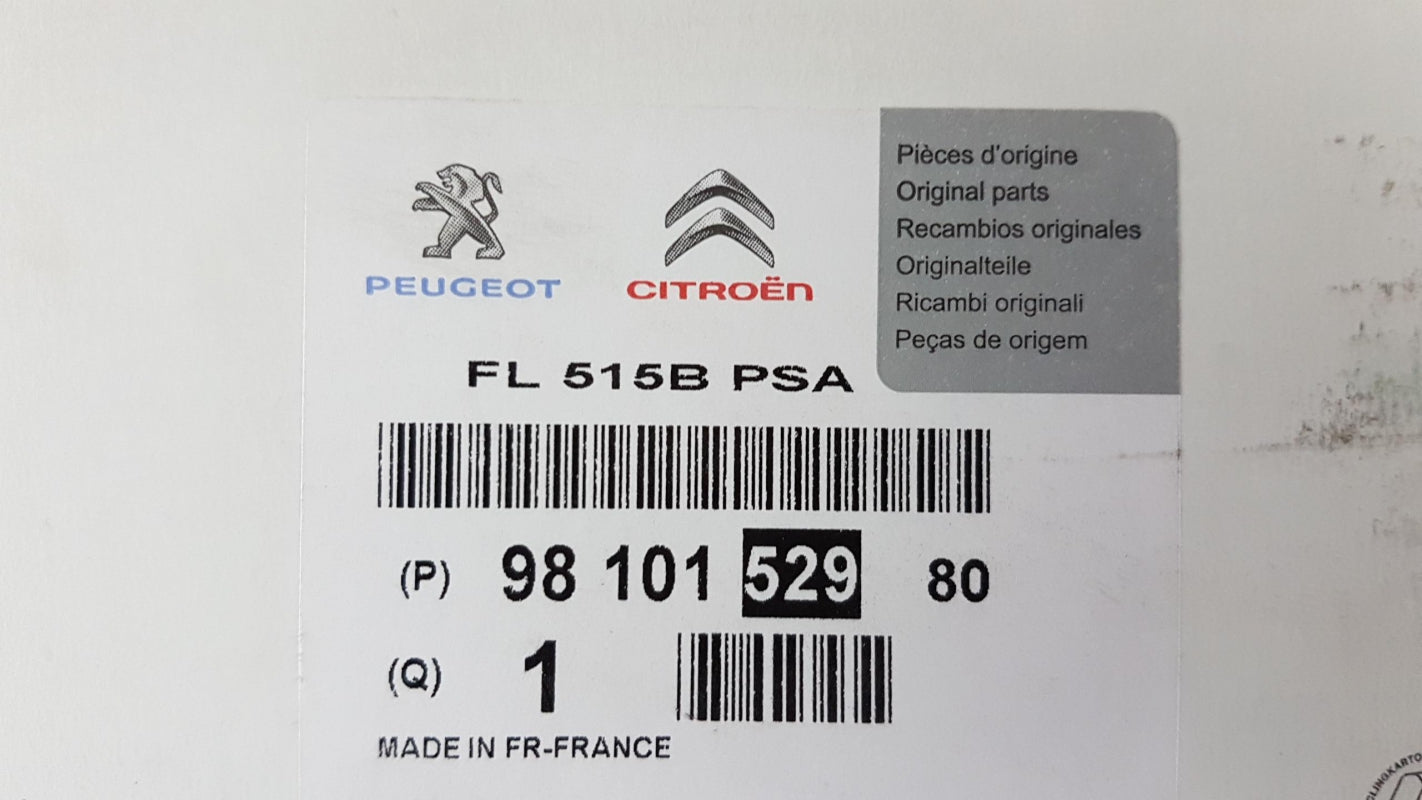 PEUGEOT
CITROËN
Pièces d'origine
Original parts
Recambios originales
Originalteile
Ricambi originali
Peças de origem
FL 515B PSA
(P) 98 101 529 80
(Q) 1
MADE IN FR-FRANCE